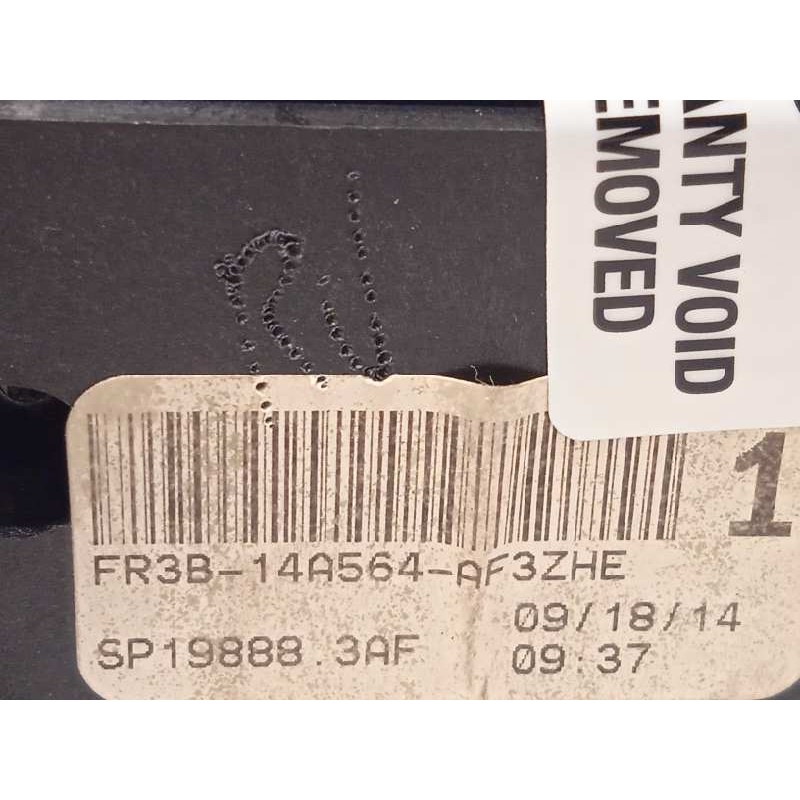 ANTY VOID
EMOVED
1
FR3B-14A564-AF3ZHE
09/18/14
SP19888.3AF
09:37